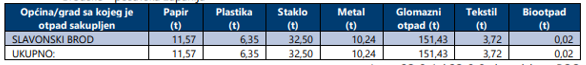 Općina/grad sa kojeg je otpad sakupljen Papir (t) Plastika (t) Staklo (t) Metal (t) Glomazni otpad (t) Tekstil (t) Biootpad (t)
SLAVONSKI BROD 11,57 6,35 32,50 10,24 151,43 3,72 0,02
UKUPNO: 11,57 6,35 32,50 10,24 151,43 3,72 0,02